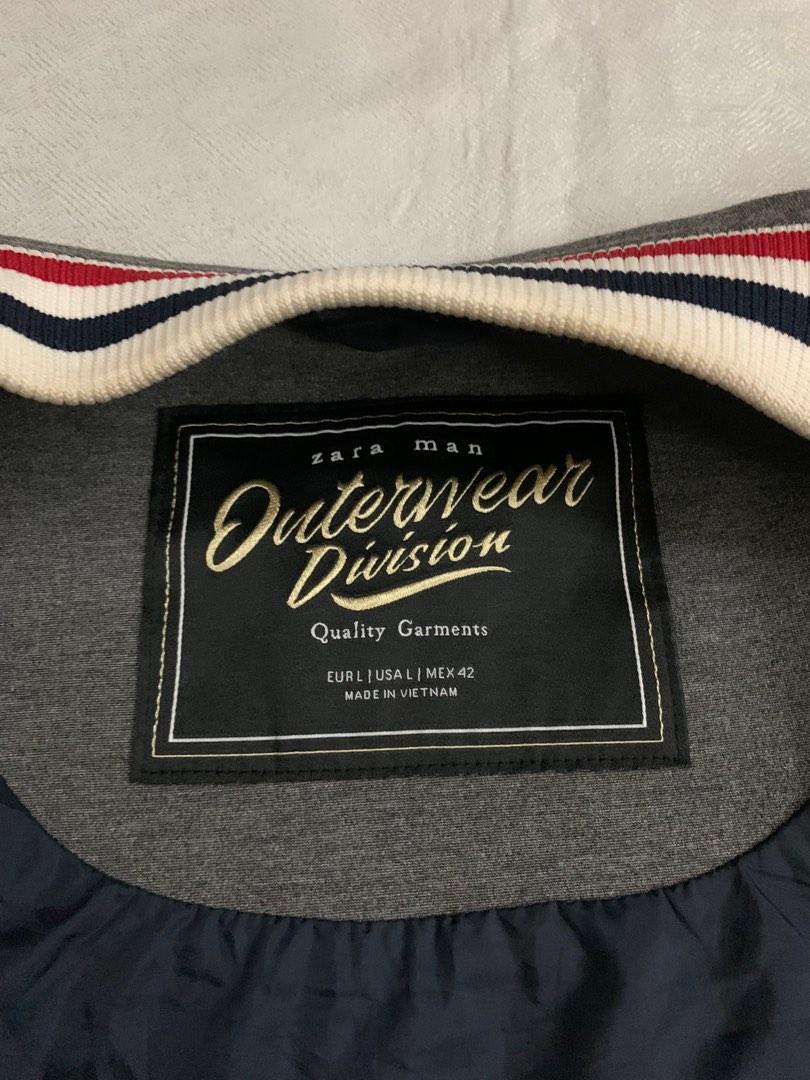 zara man
Outerwear
Division
Quality Garments
EUR L | USA L | MEX 42
MADE IN VIETNAM